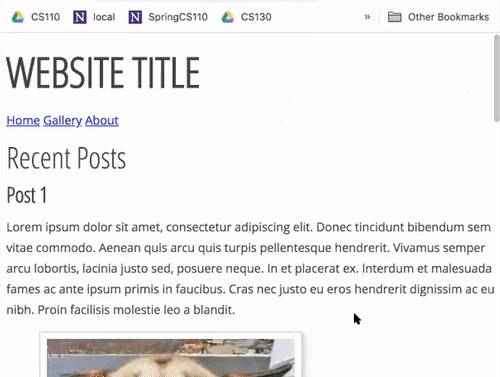 CS110 local SpringCS110 CS130 » Other Bookmarks
WEBSITE TITLE
Home Gallery About
Recent Posts
Post 1
Lorem ipsum dolor sit amet, consectetur adipiscing elit. Donec tincidunt bibendum sem
vitae commodo. Aenean quis arcu quis turpis pellentesque hendrerit. Vivamus semper
arcu lobortis, lacinia justo sed, posuere neque. In et placerat ex. Interdum et malesuada
fames ac ante ipsum primis in faucibus. Cras nec justo eu eros hendrerit dignissim ac eu
nibh. Proin facilisis molestie leo a blandit.